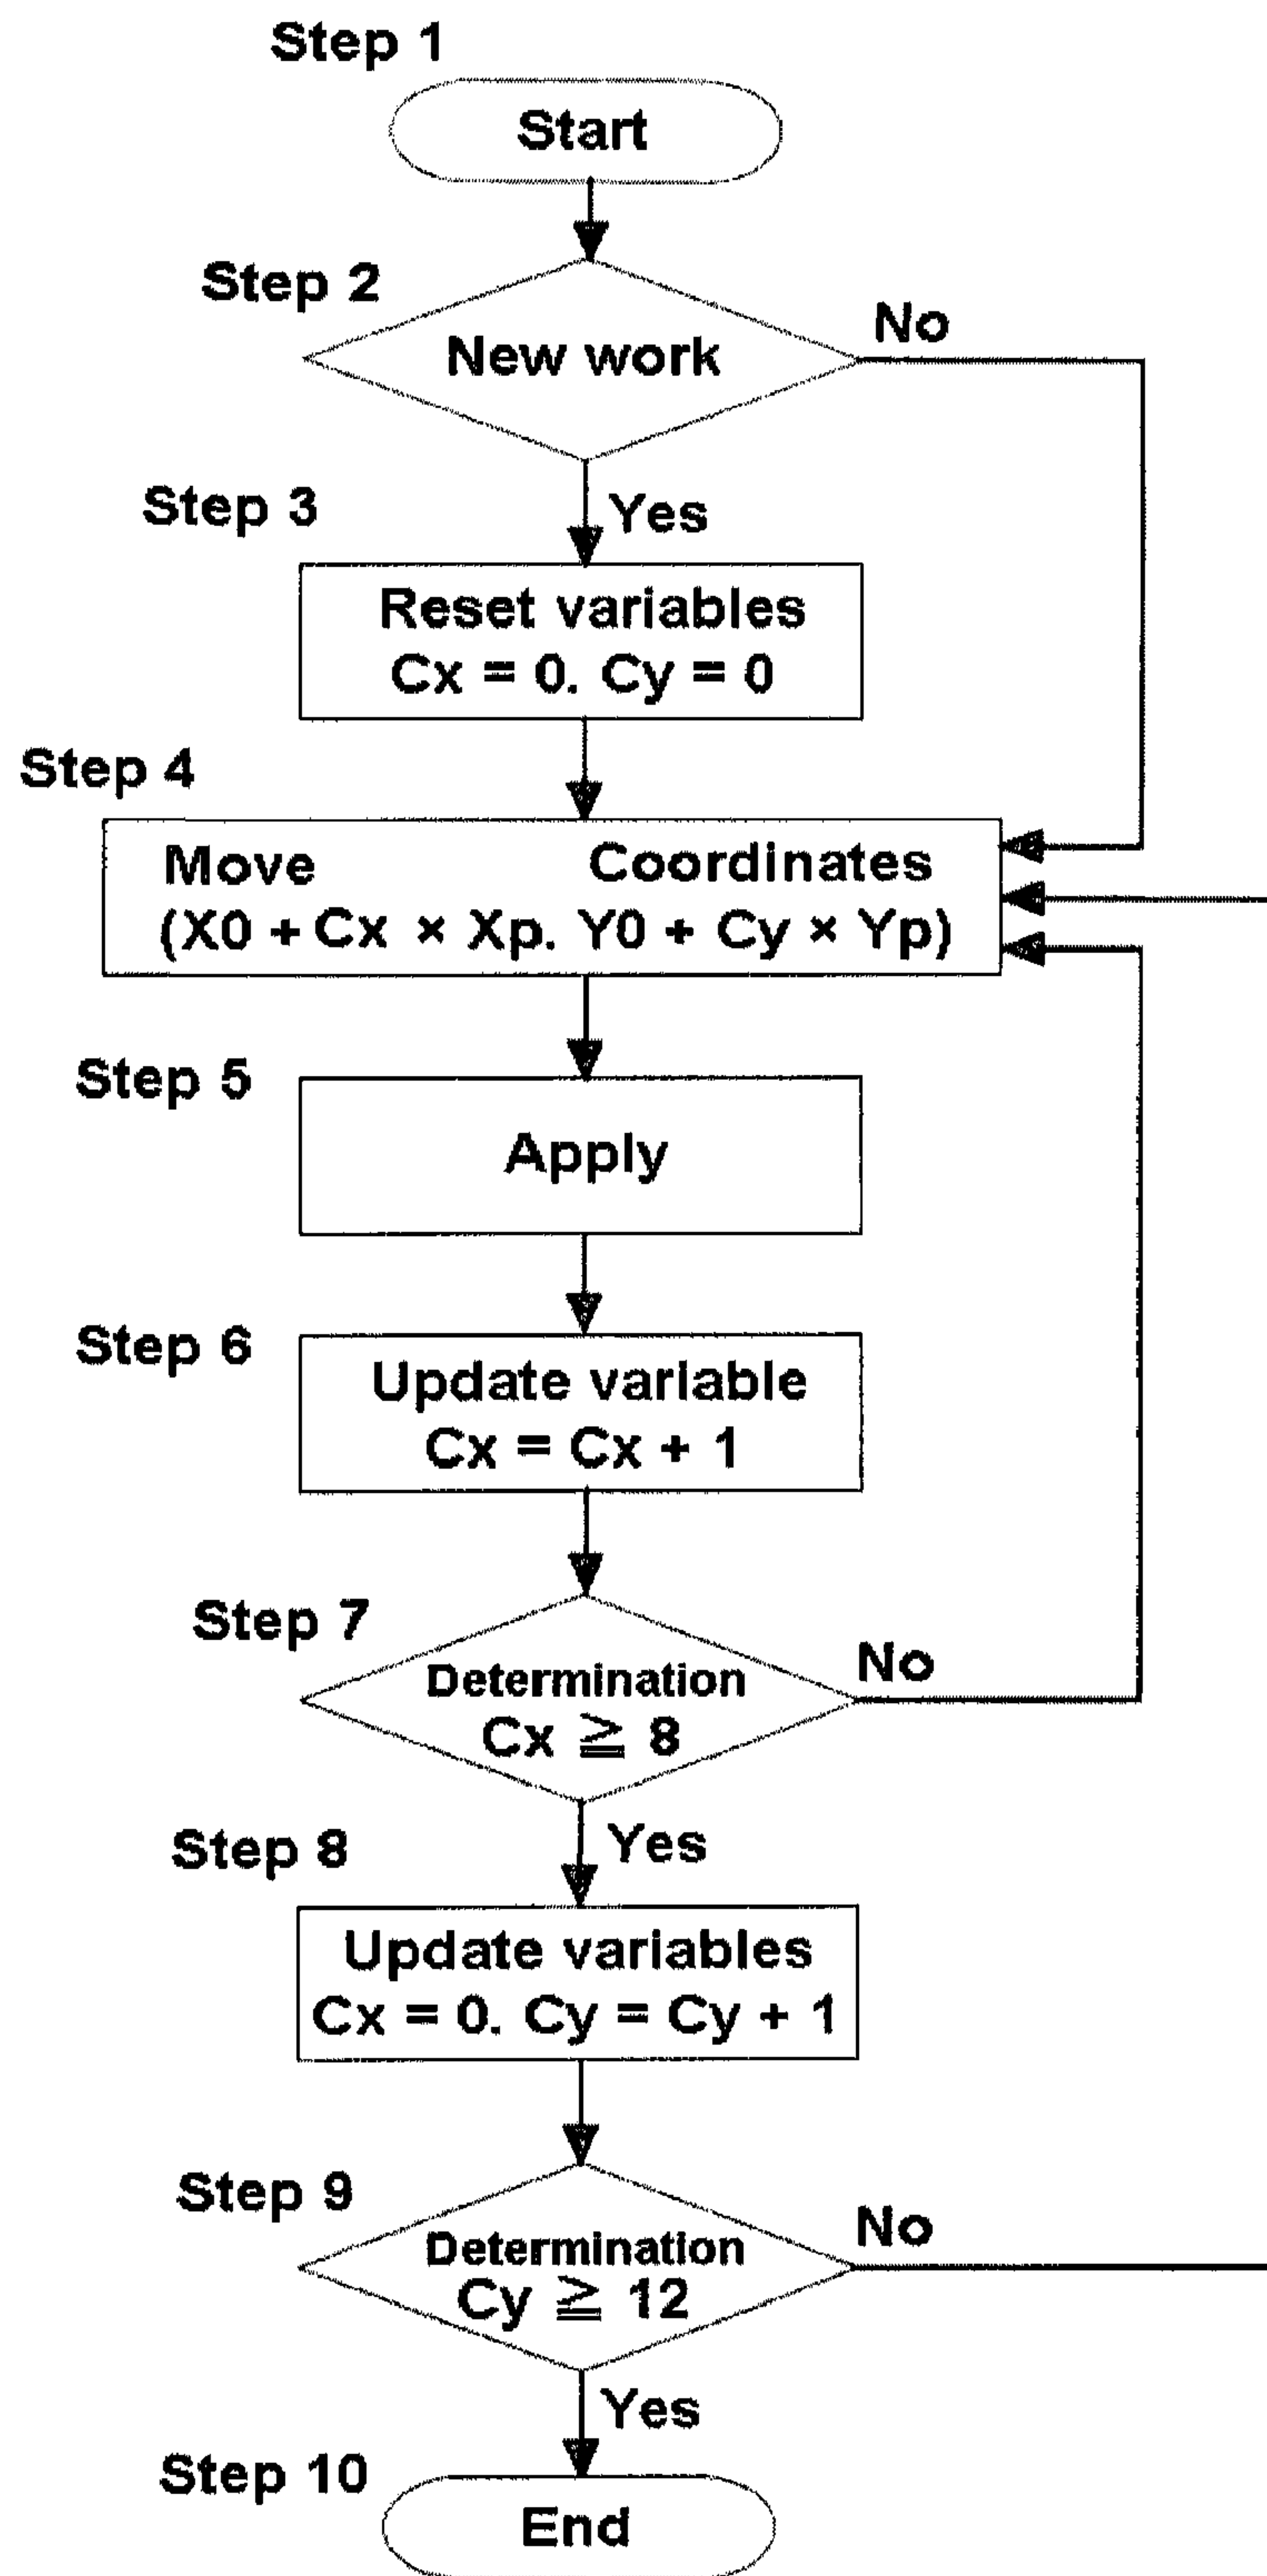 Step 1
Start
Step 2
New work
No
Step 3
Yes
Reset variables
Cx = 0. Cy = 0
Step 4
Move Coordinates
(X0 + Cx × Xp. Y0 + Cy × Yp)
Step 5
Apply
Step 6
Update variable
Cx = Cx + 1
Step 7
Determination
Cx ≧ 8
No
Step 8
Yes
Update variables
Cx = 0. Cy = Cy + 1
Step 9
Determination
Cy ≧ 12
No
Yes
Step 10
End